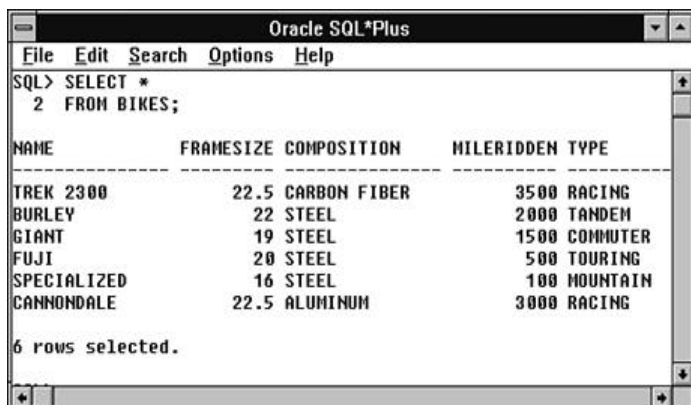 Oracle SQL*Plus
File Edit Search Options Help
SQL> SELECT *
2 FROM BIKES;
NAME FRAMESIZE COMPOSITION MILERIDDEN TYPE
--------------- --------- -------------- ---------- ----------
TREK 2300 22.5 CARBON FIBER 3500 RACING
BURLEY 22 STEEL 2000 TANDEM
GIANT 19 STEEL 1500 COMMUTER
FUJI 20 STEEL 500 TOURING
SPECIALIZED 16 STEEL 100 MOUNTAIN
CANNONDALE 22.5 ALUMINUM 3000 RACING
6 rows selected.